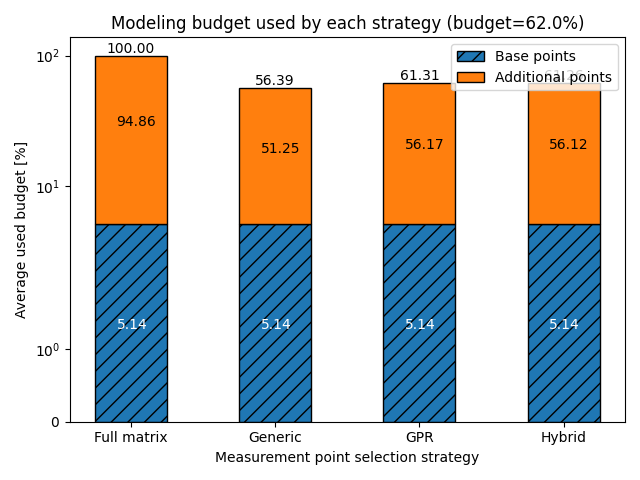 Modeling budget used by each strategy (budget=62.0%)
Average used budget [%]
10²
10¹
10⁰
0
100.00
56.39
61.31
94.86
51.25
56.17
56.12
5.14
5.14
5.14
5.14
Base points
Additional points
Full matrix
Generic
GPR
Hybrid
Measurement point selection strategy